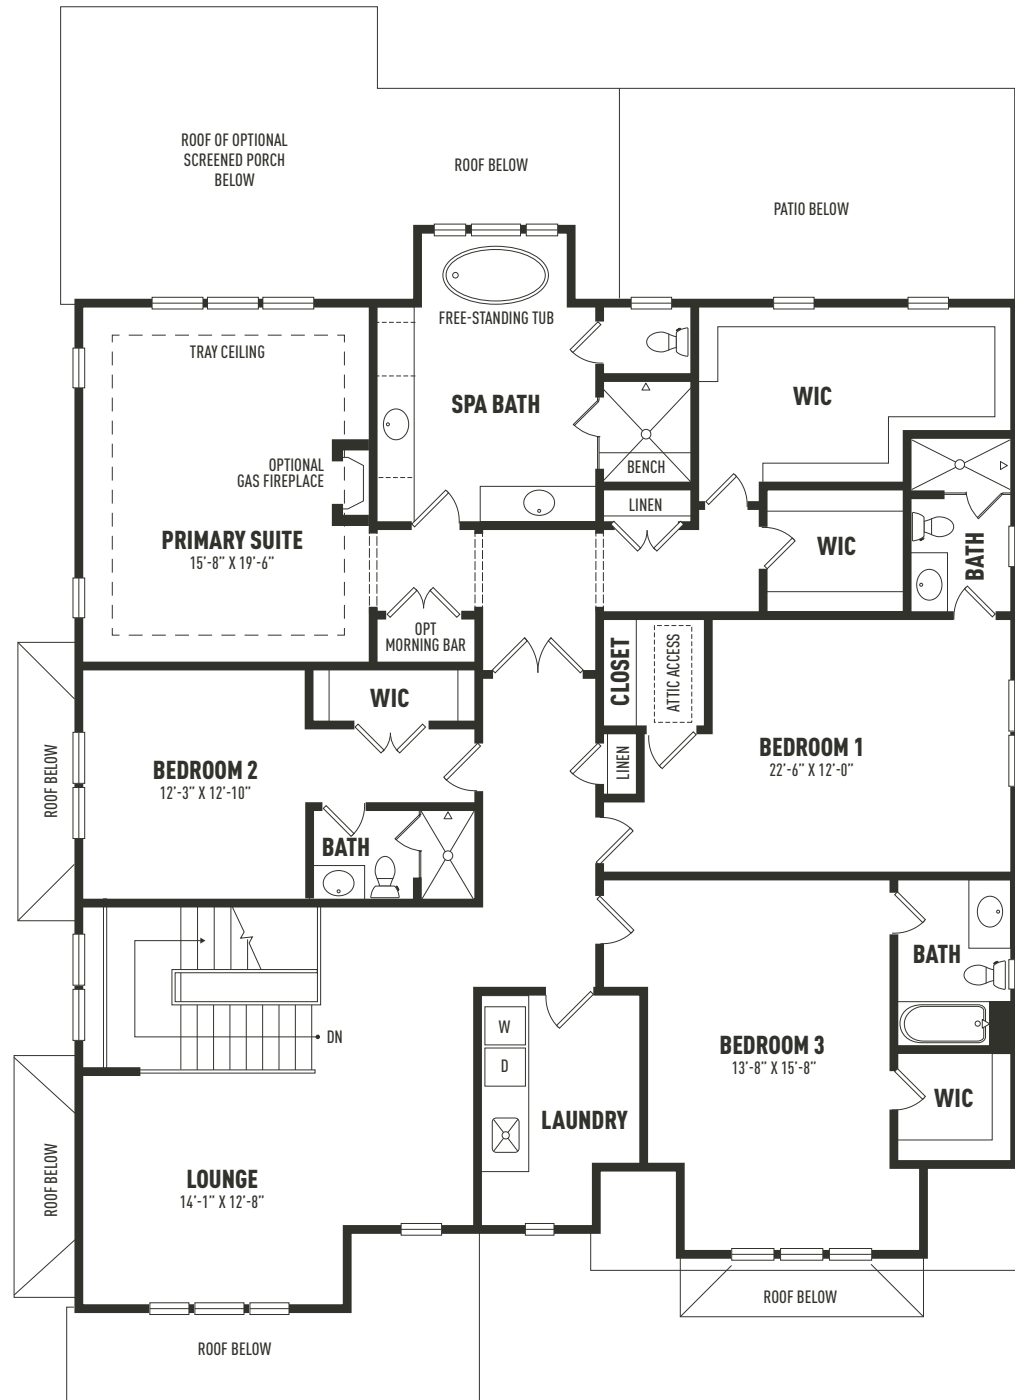 ROOF OF OPTIONAL
SCREENED PORCH
BELOW
ROOF BELOW
PATIO BELOW
FREE-STANDING TUB
TRAY CEILING
SPA BATH
WIC
OPTIONAL
GAS FIREPLACE
BENCH
LINEN
PRIMARY SUITE
15'-8" X 19'-6"
WIC
BATH
OPT
MORNING BAR
CLOSET
ATTIC ACCESS
WIC
BEDROOM 1
22'-6" X 12'-0"
LINEN
BEDROOM 2
12'-3" X 12'-10"
ROOF BELOW
BATH
BATH
DN
W
D
BEDROOM 3
13'-8" X 15'-8"
WIC
LAUNDRY
LOUNGE
14'-1" X 12'-8"
ROOF BELOW
ROOF BELOW
ROOF BELOW